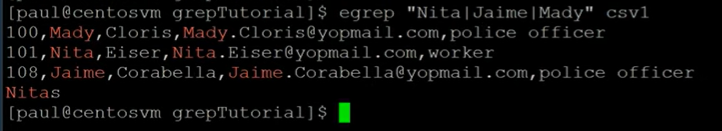 [paul@centosvm grepTutorial]$ egrep "Nita|Jaime|Mady" csv1
100,Mady,Cloris,Mady.Cloris@yopmail.com,police officer
101,Nita,Eiser,Nita.Eiser@yopmail.com,worker
108,Jaime,Corabella,Jaime.Corabella@yopmail.com,police officer
Nitas
[paul@centosvm grepTutorial]$